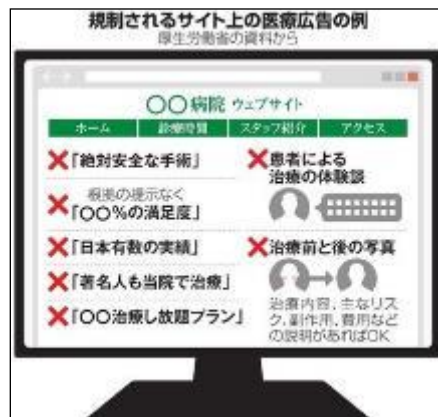 規制されるサイト上の医療広告の例
厚生労働省の資料から
〇〇病院 ウェブサイト
ホーム 診療時間 スタッフ紹介 アクセス
「絶対安全な手術」
根拠の提示なく
「〇〇%の満足度」
「日本有数の実績」
「著名人も当院で治療」
「〇〇治療し放題プラン」
患者による
治療の体験談
治療前と後の写真
治療内容、主なリス
ク、副作用、費用など
の説明があればOK